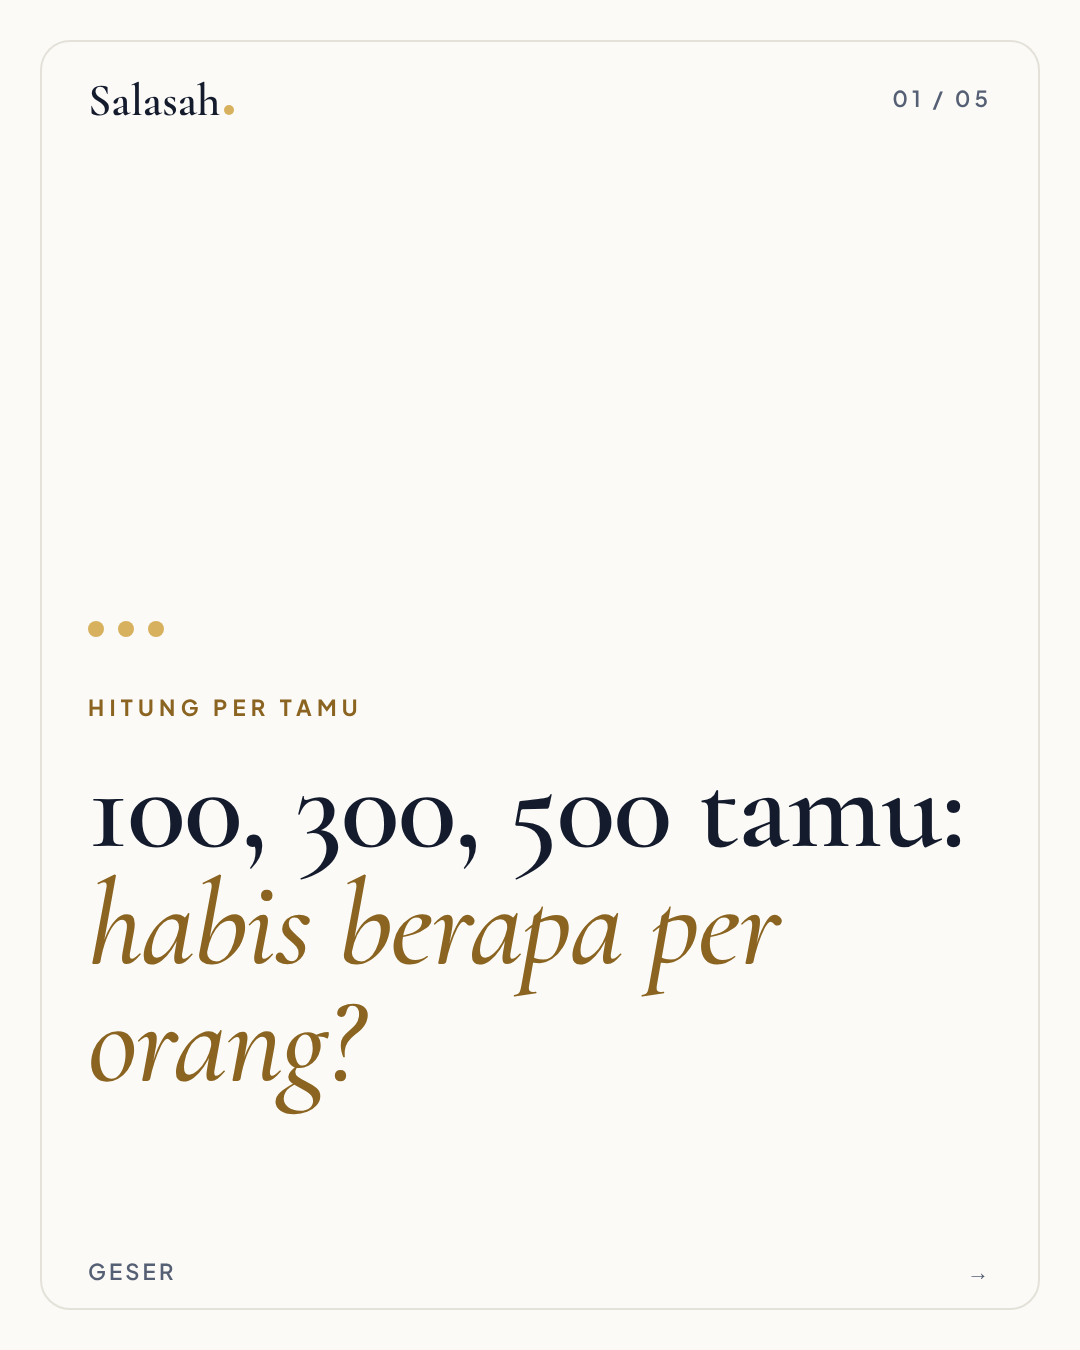 Salasah.
01 / 05
HITUNG PER TAMU
100, 300, 500 tamu:
habis berapa per
orang?
GESER
→